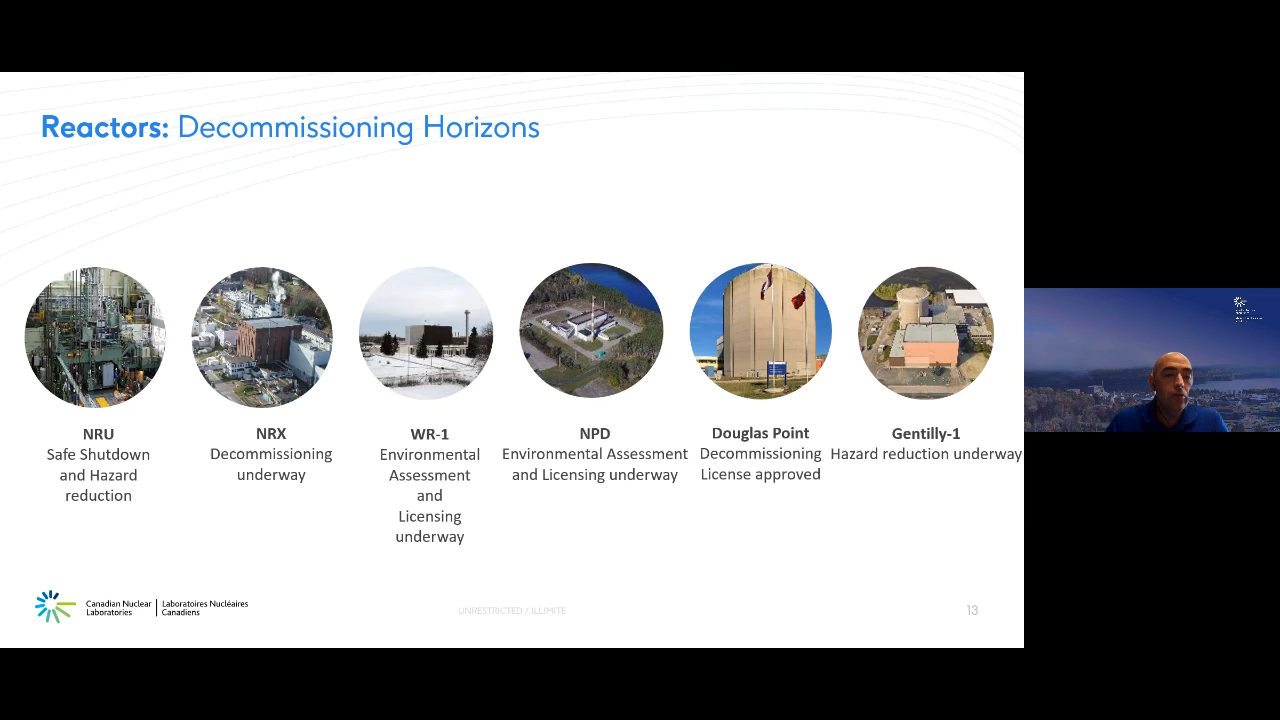 Reactors: Decommissioning Horizons
NRU
Safe Shutdown
and Hazard
reduction
NRX
Decommissioning
underway
WR-1
Environmental
Assessment
and
Licensing
underway
NPD
Environmental Assessment
and Licensing underway
Douglas Point
Decommissioning
License approved
Gentilly-1
Hazard reduction underway
Canadian Nuclear
Laboratories
Laboratoires Nucléaires
Canadiens
UNRESTRICTED / ILLIMITÉ
13